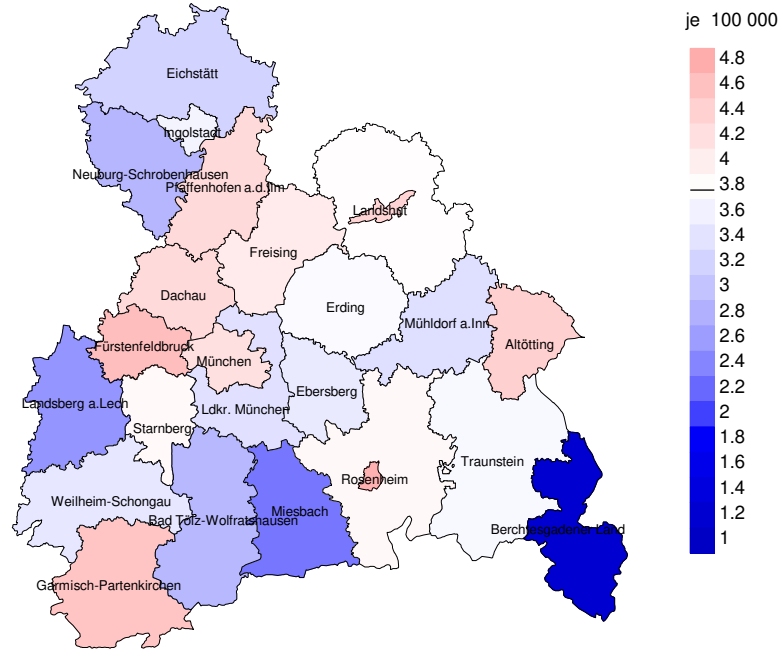 je 100 000
4.8
4.6
4.4
4.2
4
3.8
3.6
3.4
3.2
3
2.8
2.6
2.4
2.2
2
1.8
1.6
1.4
1.2
1
Eichstätt
Ingolstadt
Neuburg-Schrobenhausen
Pfaffenhofen a.d.Ilm
Landshut
Freising
Dachau
Erding
Mühldorf a.Inn
Altötting
Fürstenfeldbruck
München
Ebersberg
Landsberg a.Lech
Ldkr. München
Starnberg
Traunstein
Rosenheim
Weilheim-Schongau
Miesbach
Bad Tölz-Wolfratshausen
Berchtesgadener Land
Garmisch-Partenkirchen